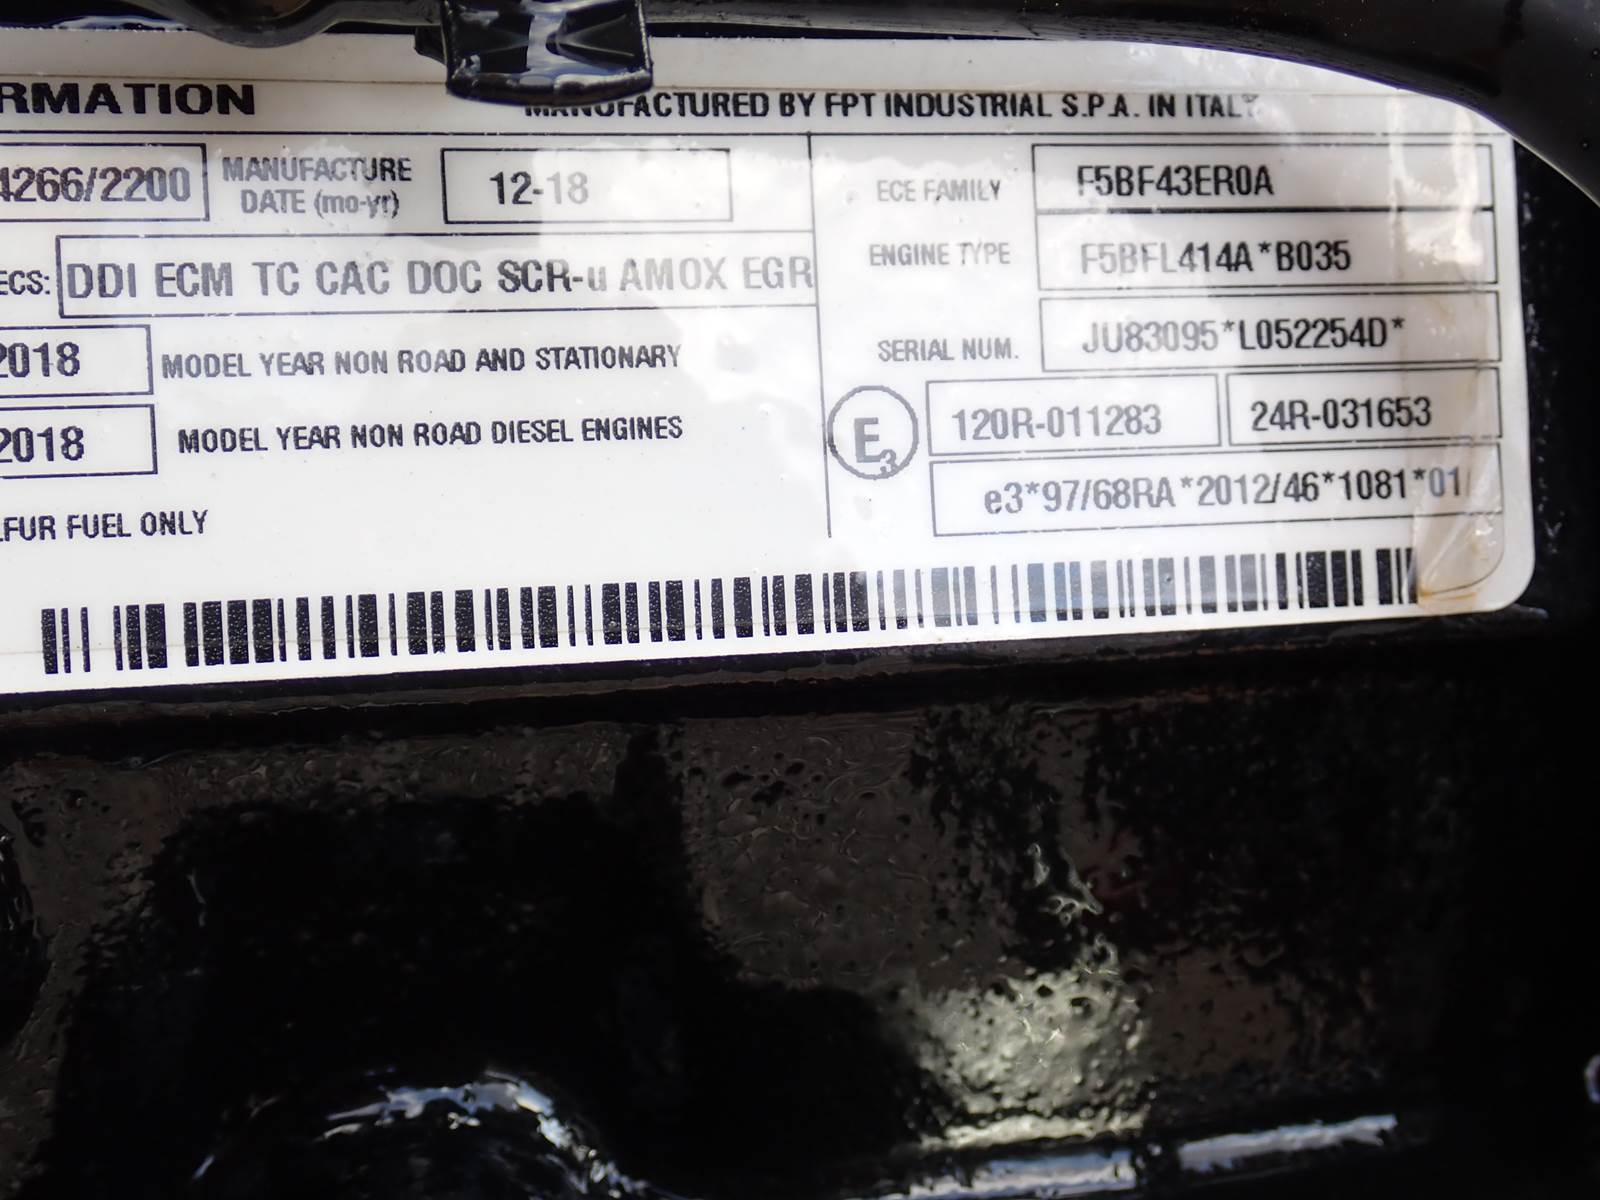 RMATION MANUFACTURED BY FPT INDUSTRIAL S.P.A. IN ITALY
4266/2200 MANUFACTURE DATE (mo-yr) 12-18
ECE FAMILY F5BF43ER0A
ECS: DDI ECM TC CAC DOC SCR-u AMOX EGR
ENGINE TYPE F5BFL414A*B035
2018 MODEL YEAR NON ROAD AND STATIONARY
SERIAL NUM. JU83095*L052254D*
2018 MODEL YEAR NON ROAD DIESEL ENGINES
E3 120R-011283 24R-031653
e3*97/68RA*2012/46*1081*01
LFUR FUEL ONLY